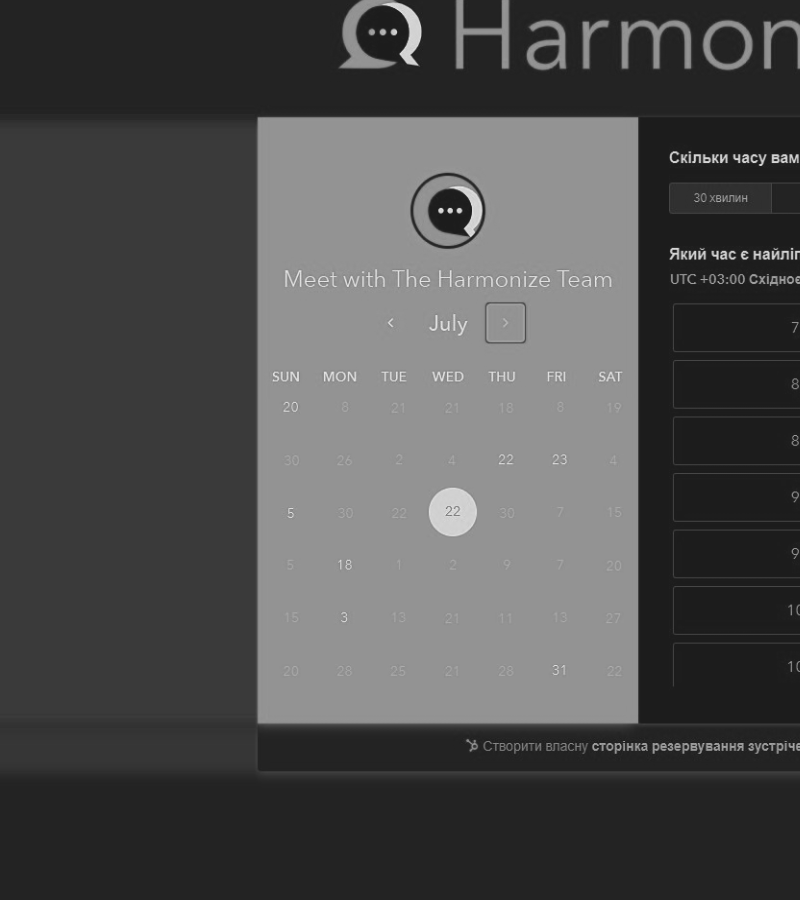 Harmon
Meet with The Harmonize Team
July
SUN MON TUE WED THU FRI SAT
20 8 21 21 18 8 19
30 26 2 4 22 23 4
5 30 22 22 30 7 15
5 18 1 2 9 7 20
15 3 13 21 11 13 27
20 28 25 21 28 31 22
Скільки часу вам
30 хвилин
Який час є найліп
UTC +03:00 Східноє
7
8
8
9
9
10
10
Створити власну сторінка резервування зустріче